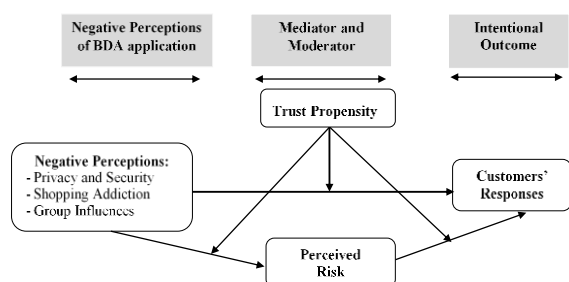 Negative Perceptions
of BDA application
Mediator and
Moderator
Intentional
Outcome
Trust Propensity
Negative Perceptions:
- Privacy and Security
- Shopping Addiction
- Group Influences
Customers’
Responses
Perceived
Risk